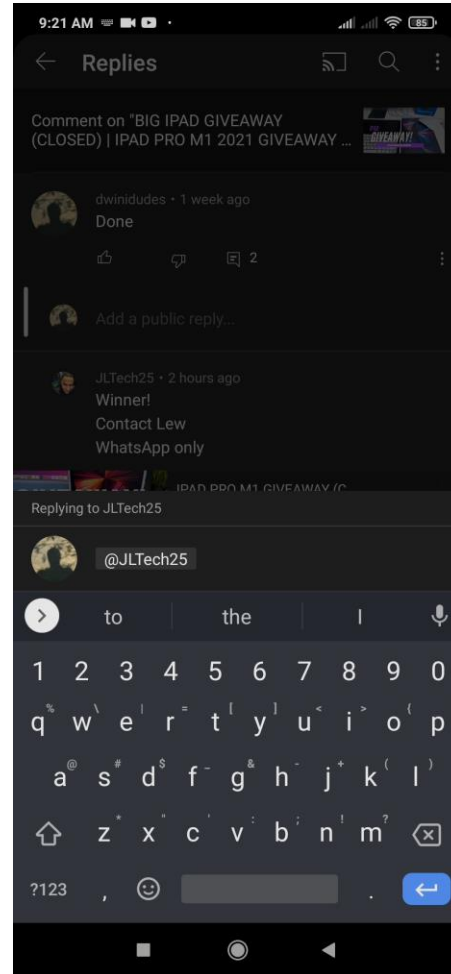 9:21 AM
85
Replies
Comment on "BIG IPAD GIVEAWAY
(CLOSED) | IPAD PRO M1 2021 GIVEAWAY ...
GIVEAWAY!
dwinidudes • 1 week ago
Done
2
Add a public reply...
JLTech25 • 2 hours ago
Winner!
Contact Lew
WhatsApp only
IPAD PRO M1 GIVEAWAY (C
Replying to JLTech25
@JLTech25
to the I
1 2 3 4 5 6 7 8 9 0
% \ | = [ ] < > {
q w e r t y u i o p
@ # $ - & - + ( )
a s d f g h j k l
* " ' : ; ! ?
z x c v b n m
?123 , .